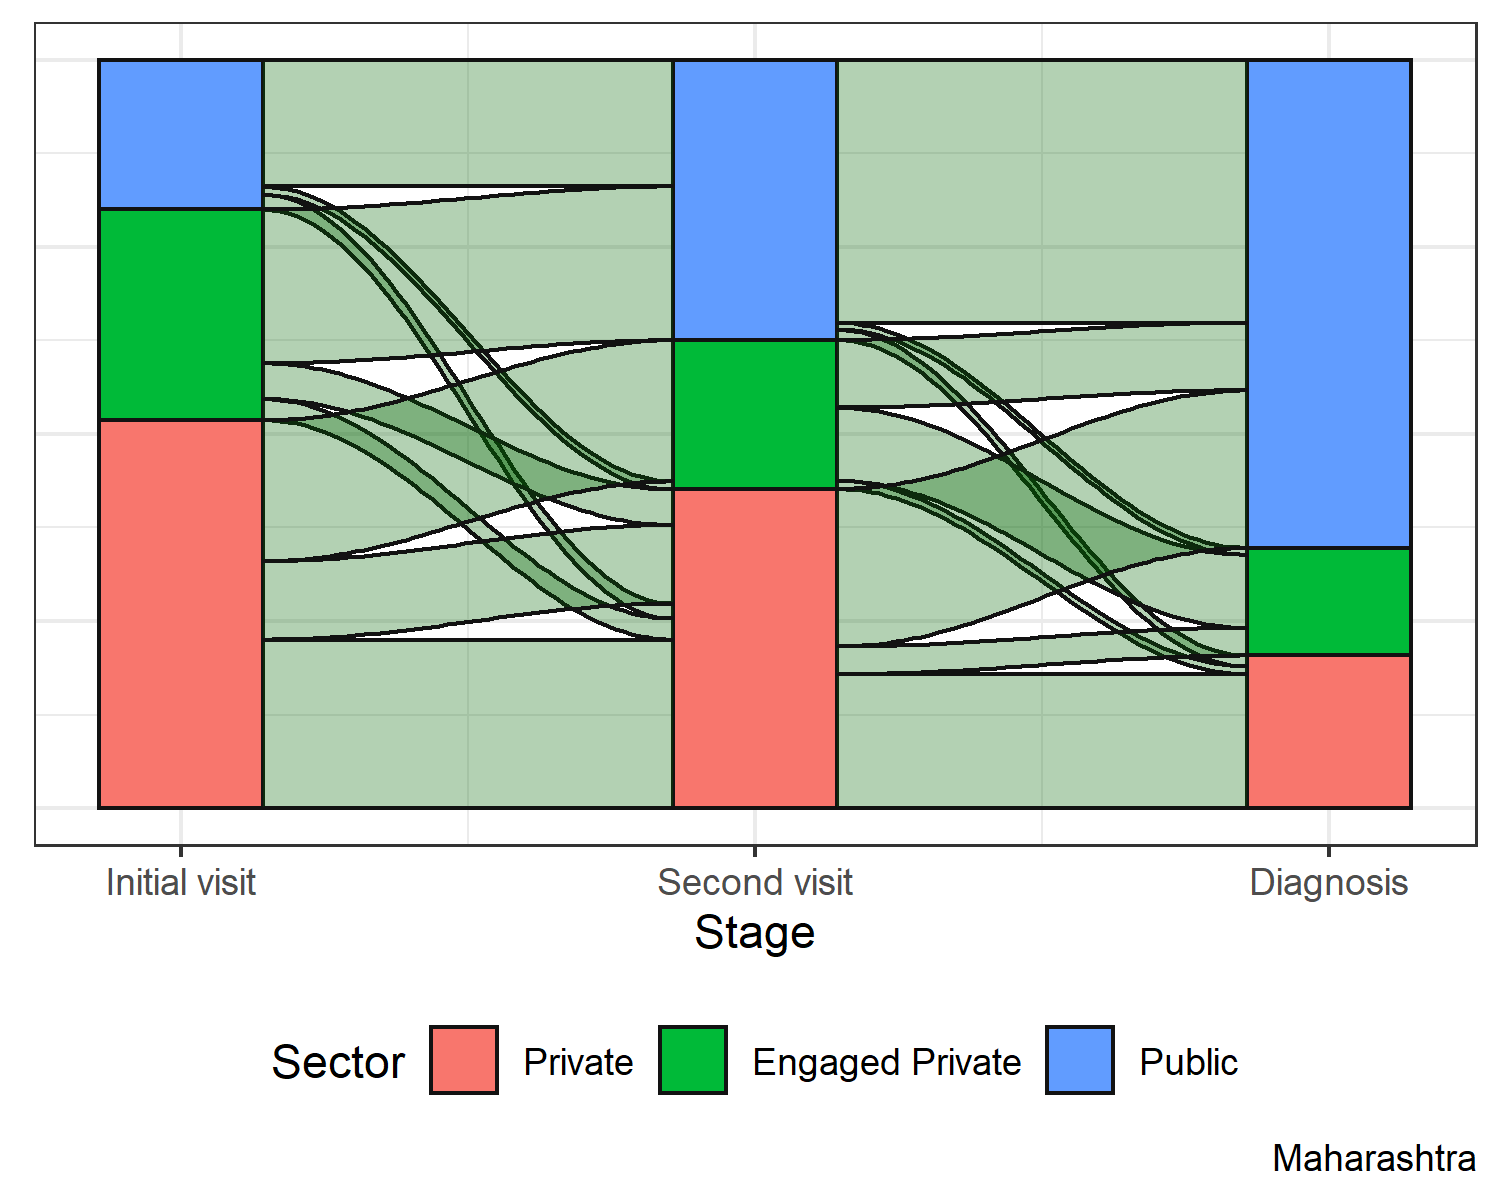 Initial visit Second visit Diagnosis
Stage
Sector Private Engaged Private Public
Maharashtra